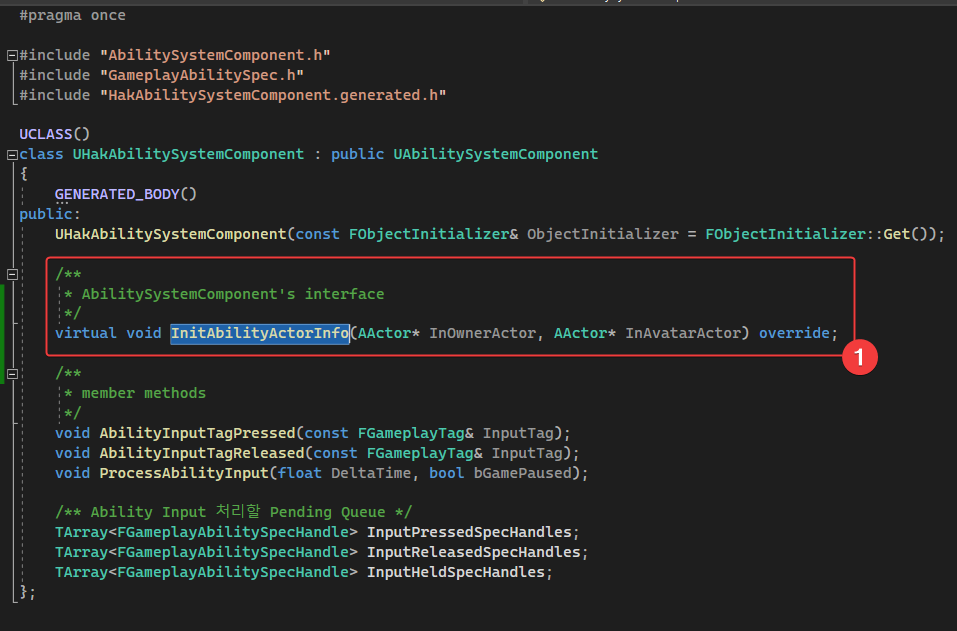 #pragma once
#include "AbilitySystemComponent.h"
#include "GameplayAbilitySpec.h"
#include "HakAbilitySystemComponent.generated.h"
UCLASS()
class UHakAbilitySystemComponent : public UAbilitySystemComponent
{
GENERATED_BODY()
public:
UHakAbilitySystemComponent(const FObjectInitializer& ObjectInitializer = FObjectInitializer::Get());
/**
* AbilitySystemComponent's interface
*/
virtual void InitAbilityActorInfo(AActor* InOwnerActor, AActor* InAvatarActor) override;
1
/**
* member methods
*/
void AbilityInputTagPressed(const FGameplayTag& InputTag);
void AbilityInputTagReleased(const FGameplayTag& InputTag);
void ProcessAbilityInput(float DeltaTime, bool bGamePaused);
/** Ability Input 처리할 Pending Queue */
TArray<FGameplayAbilitySpecHandle> InputPressedSpecHandles;
TArray<FGameplayAbilitySpecHandle> InputReleasedSpecHandles;
TArray<FGameplayAbilitySpecHandle> InputHeldSpecHandles;
};